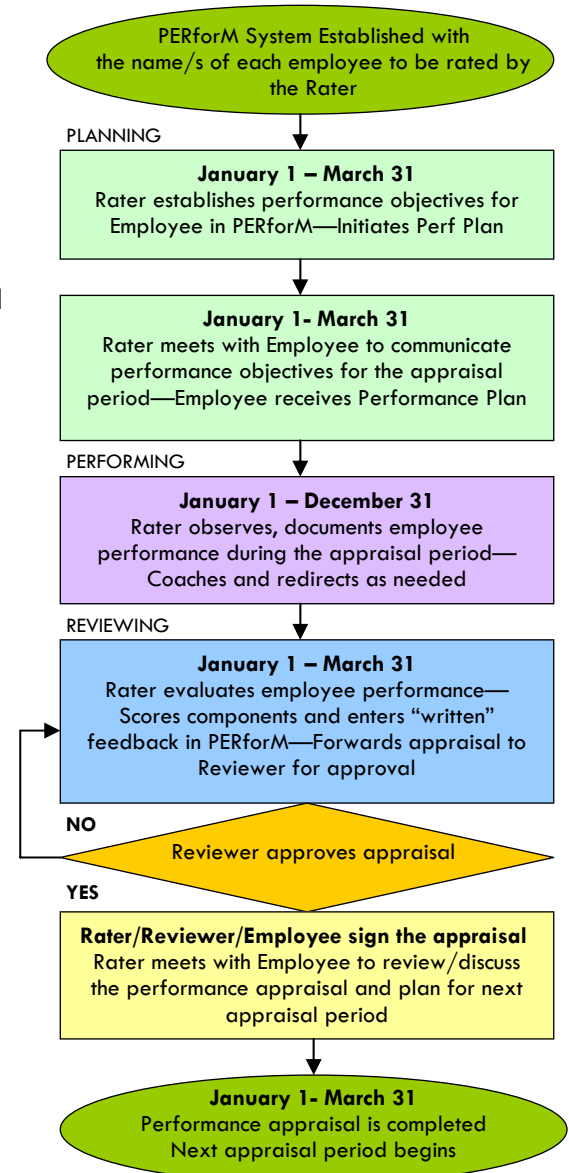 PERforM System Established with
the name/s of each employee to be rated by
the Rater
PLANNING
January 1 – March 31
Rater establishes performance objectives for
Employee in PERforM—Initiates Perf Plan
January 1- March 31
Rater meets with Employee to communicate
performance objectives for the appraisal
period—Employee receives Performance Plan
PERFORMING
January 1 – December 31
Rater observes, documents employee
performance during the appraisal period—
Coaches and redirects as needed
REVIEWING
January 1 – March 31
Rater evaluates employee performance—
Scores components and enters “written”
feedback in PERforM—Forwards appraisal to
Reviewer for approval
NO
Reviewer approves appraisal
YES
Rater/Reviewer/Employee sign the appraisal
Rater meets with Employee to review/discuss
the performance appraisal and plan for next
appraisal period
January 1- March 31
Performance appraisal is completed
Next appraisal period begins